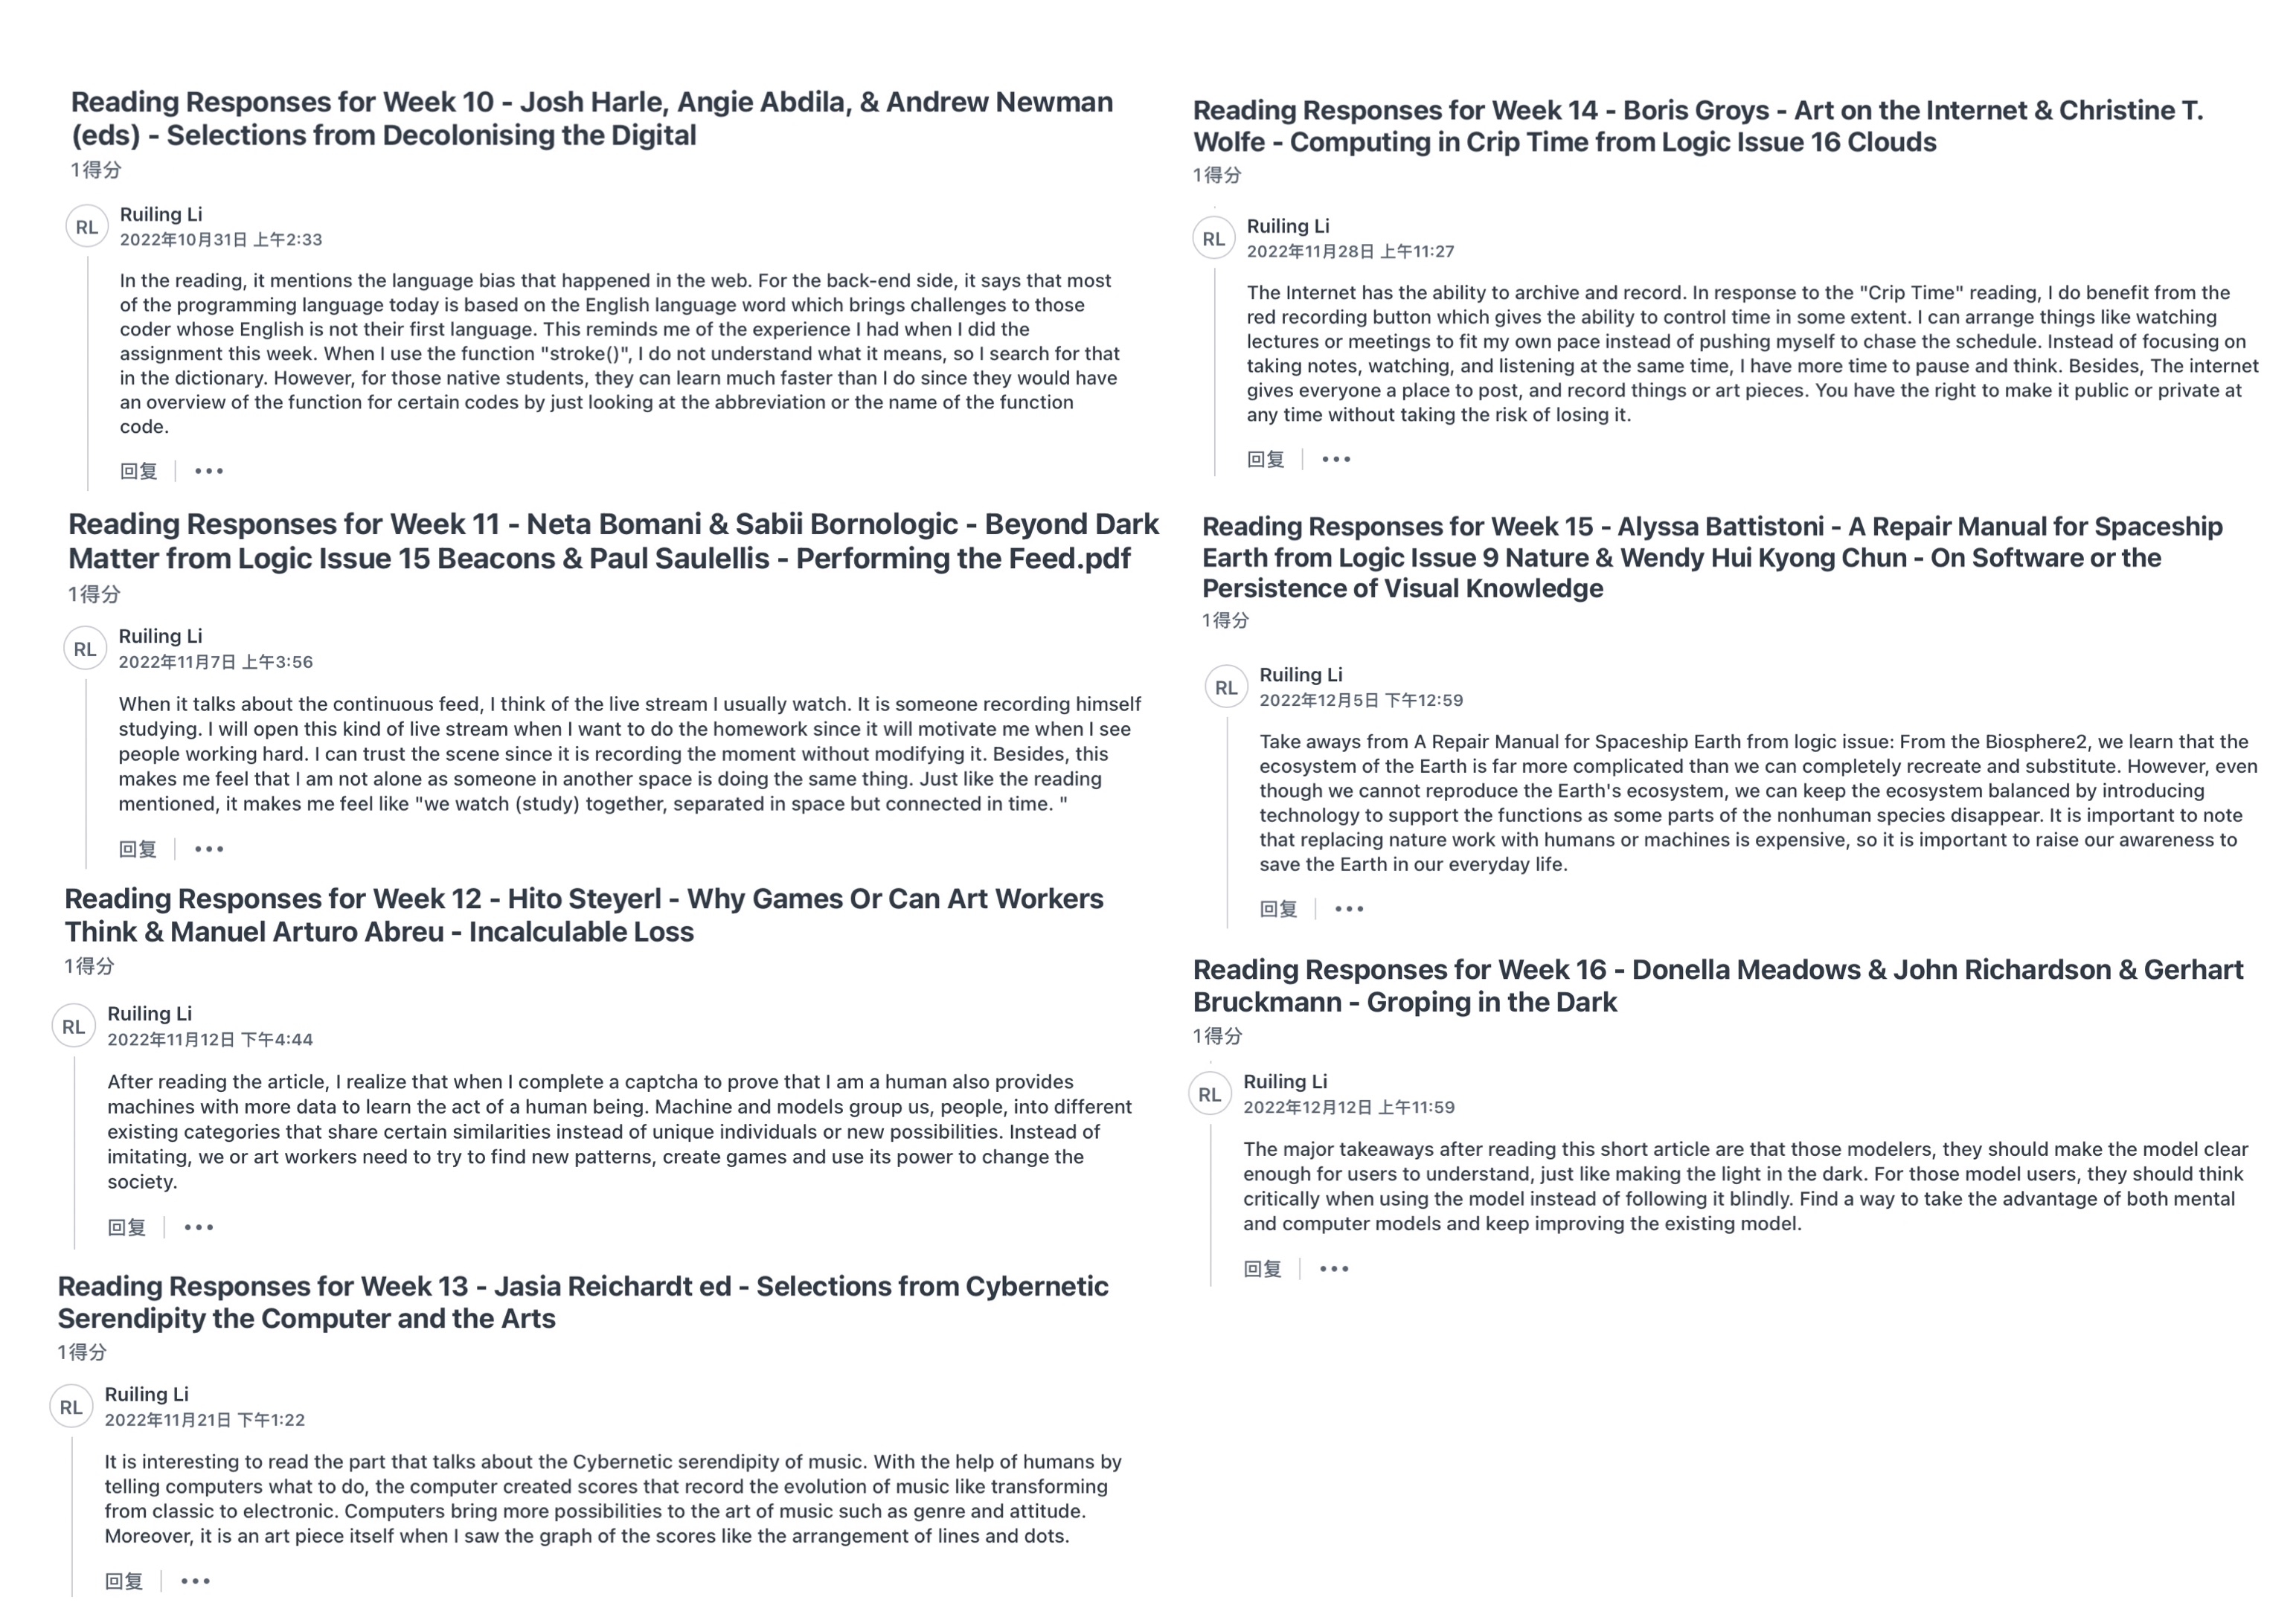 Reading Responses for Week 10 - Josh Harle, Angie Abdila, & Andrew Newman
(eds) - Selections from Decolonising the Digital
1得分
RL
Ruiling Li
2022年10月31日 上午2:33
In the reading, it mentions the language bias that happened in the web. For the back-end side, it says that most
of the programming language today is based on the English language word which brings challenges to those
coder whose English is not their first language. This reminds me of the experience I had when I did the
assignment this week. When I use the function "stroke()", I do not understand what it means, so I search for that
in the dictionary. However, for those native students, they can learn much faster than I do since they would have
an overview of the function for certain codes by just looking at the abbreviation or the name of the function
code.
回复
Reading Responses for Week 11 - Neta Bomani & Sabii Bornologic - Beyond Dark
Matter from Logic Issue 15 Beacons & Paul Saulellis - Performing the Feed.pdf
1得分
RL
Ruiling Li
2022年11月7日 上午3:56
When it talks about the continuous feed, I think of the live stream I usually watch. It is someone recording himself
studying. I will open this kind of live stream when I want to do the homework since it will motivate me when I see
people working hard. I can trust the scene since it is recording the moment without modifying it. Besides, this
makes me feel that I am not alone as someone in another space is doing the same thing. Just like the reading
mentioned, it makes me feel like "we watch (study) together, separated in space but connected in time. "
回复
Reading Responses for Week 12 - Hito Steyerl - Why Games Or Can Art Workers
Think & Manuel Arturo Abreu - Incalculable Loss
1得分
RL
Ruiling Li
2022年11月12日 下午4:44
After reading the article, I realize that when I complete a captcha to prove that I am a human also provides
machines with more data to learn the act of a human being. Machine and models group us, people, into different
existing categories that share certain similarities instead of unique individuals or new possibilities. Instead of
imitating, we or art workers need to try to find new patterns, create games and use its power to change the
society.
回复
Reading Responses for Week 13 - Jasia Reichardt ed - Selections from Cybernetic
Serendipity the Computer and the Arts
1得分
RL
Ruiling Li
2022年11月21日 下午1:22
It is interesting to read the part that talks about the Cybernetic serendipity of music. With the help of humans by
telling computers what to do, the computer created scores that record the evolution of music like transforming
from classic to electronic. Computers bring more possibilities to the art of music such as genre and attitude.
Moreover, it is an art piece itself when I saw the graph of the scores like the arrangement of lines and dots.
回复
Reading Responses for Week 14 - Boris Groys - Art on the Internet & Christine T.
Wolfe - Computing in Crip Time from Logic Issue 16 Clouds
1得分
RL
Ruiling Li
2022年11月28日 上午11:27
The Internet has the ability to archive and record. In response to the "Crip Time" reading, I do benefit from the
red recording button which gives the ability to control time in some extent. I can arrange things like watching
lectures or meetings to fit my own pace instead of pushing myself to chase the schedule. Instead of focusing on
taking notes, watching, and listening at the same time, I have more time to pause and think. Besides, The internet
gives everyone a place to post, and record things or art pieces. You have the right to make it public or private at
any time without taking the risk of losing it.
回复
Reading Responses for Week 15 - Alyssa Battistoni - A Repair Manual for Spaceship
Earth from Logic Issue 9 Nature & Wendy Hui Kyong Chun - On Software or the
Persistence of Visual Knowledge
1得分
RL
Ruiling Li
2022年12月5日 下午12:59
Take aways from A Repair Manual for Spaceship Earth from logic issue: From the Biosphere2, we learn that the
ecosystem of the Earth is far more complicated than we can completely recreate and substitute. However, even
though we cannot reproduce the Earth's ecosystem, we can keep the ecosystem balanced by introducing
technology to support the functions as some parts of the nonhuman species disappear. It is important to note
that replacing nature work with humans or machines is expensive, so it is important to raise our awareness to
save the Earth in our everyday life.
回复
Reading Responses for Week 16 - Donella Meadows & John Richardson & Gerhart
Bruckmann - Groping in the Dark
1得分
RL
Ruiling Li
2022年12月12日 上午11:59
The major takeaways after reading this short article are that those modelers, they should make the model clear
enough for users to understand, just like making the light in the dark. For those model users, they should think
critically when using the model instead of following it blindly. Find a way to take the advantage of both mental
and computer models and keep improving the existing model.
回复